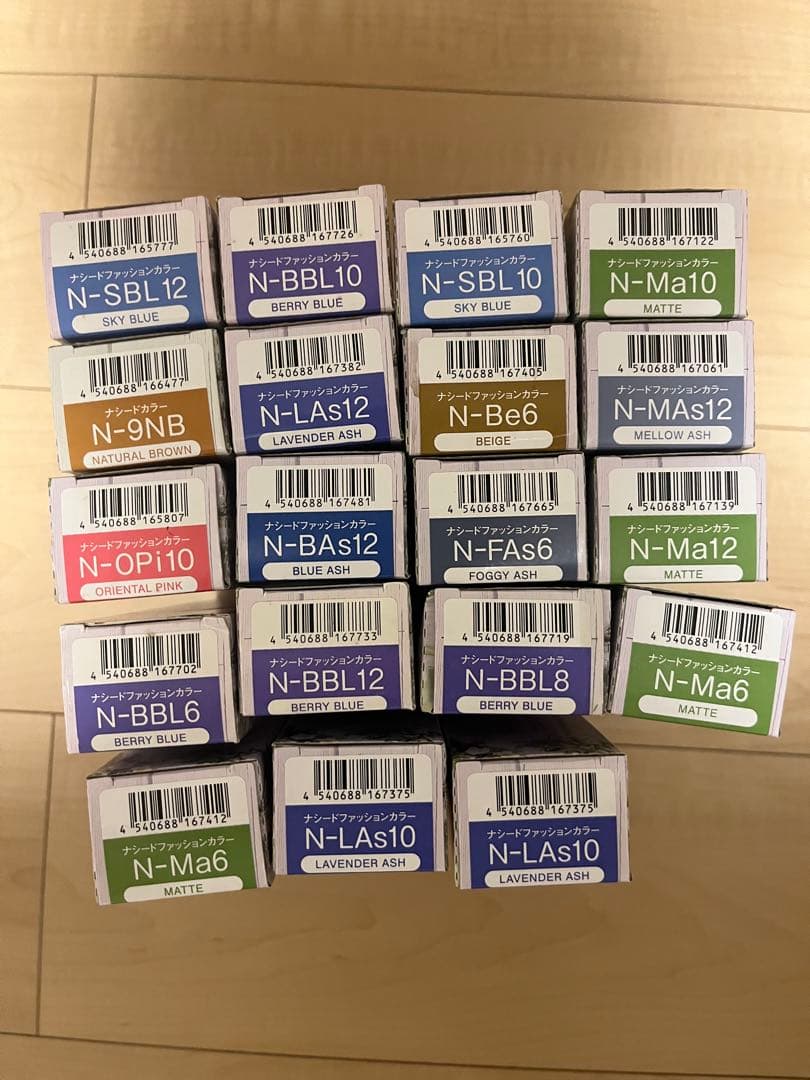 4 540688 165777
ナシードファッションカラー
N-SBL12
SKY BLUE
4 540688 167726
ナシードファッションカラー
N-BBL10
BERRY BLUE
4 540688 165760
ナシードファッションカラー
N-SBL10
SKY BLUE
4 540688 167122
ナシードファッションカラー
N-Ma10
MATTE
4 540688 166477
ナシードカラー
N-9NB
NATURAL BROWN
4 540688 167382
ナシードファッションカラー
N-LAs12
LAVENDER ASH
4 540688 167405
ナシードファッションカラー
N-Be6
BEIGE
4 540688 167061
ナシードファッションカラー
N-MAs12
MELLOW ASH
4 540688 165807
ナシードファッションカラー
N-OPi10
ORIENTAL PINK
4 540688 167481
ナシードファッションカラー
N-BAs12
BLUE ASH
4 540688 167665
ナシードファッションカラー
N-FAs6
FOGGY ASH
4 540688 167139
ナシードファッションカラー
N-Ma12
MATTE
4 540688 167702
ナシードファッションカラー
N-BBL6
BERRY BLUE
4 540688 167733
ナシードファッションカラー
N-BBL12
BERRY BLUE
4 540688 167719
ナシードファッションカラー
N-BBL8
BERRY BLUE
4 540688 167412
ナシードファッションカラー
N-Ma6
MATTE
4 540688 167412
ナシードファッションカラー
N-Ma6
MATTE
4 540688 167375
ナシードファッションカラー
N-LAs10
LAVENDER ASH
4 540688 167375
ナシードファッションカラー
N-LAs10
LAVENDER ASH